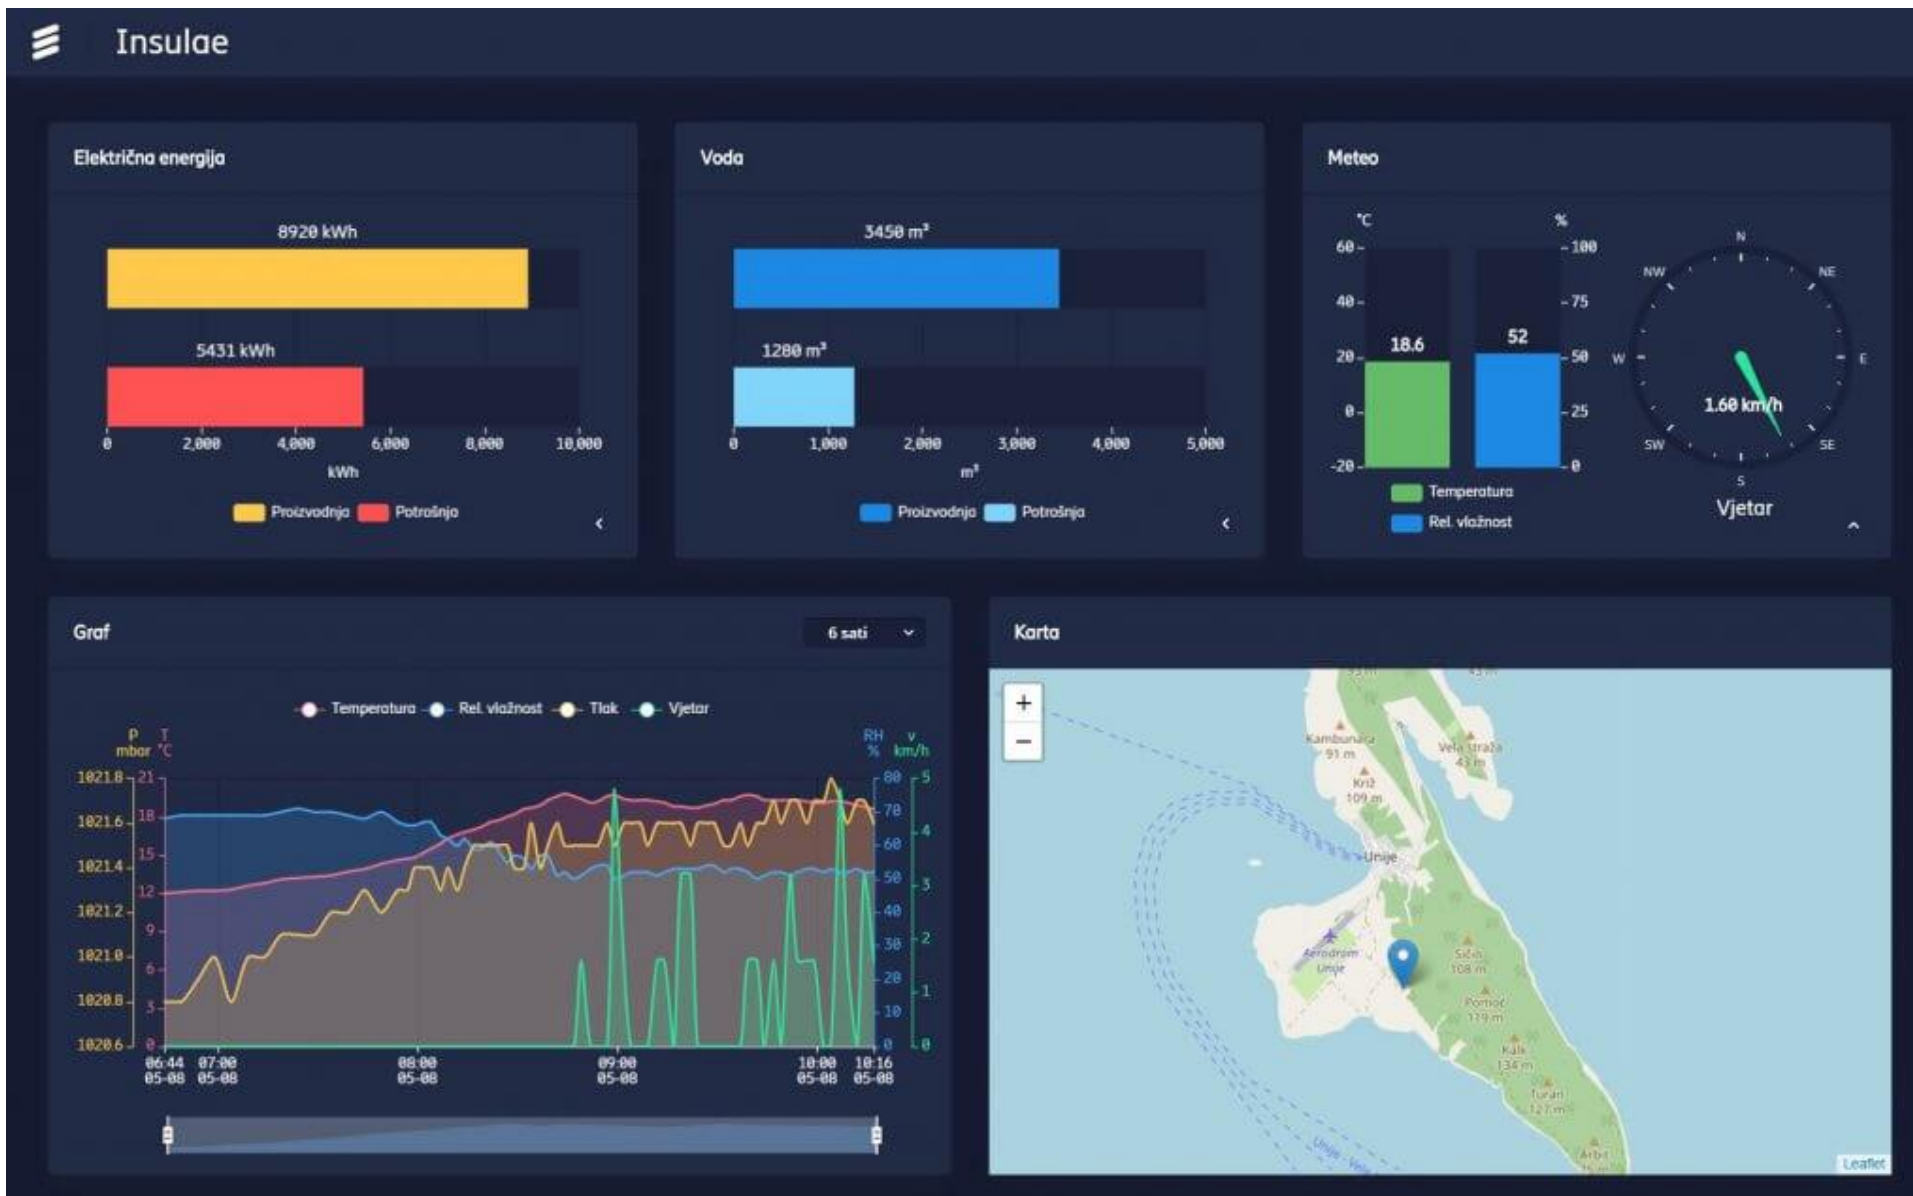 Insulae
Električna energija
8920 kWh
5431 kWh
0 2,000 4,000 6,000 8,000 10,000
kWh
Proizvodnja Potrošnja
Voda
3450 m³
1280 m³
0 1,000 2,000 3,000 4,000 5,000
m³
Proizvodnja Potrošnja
Meteo
°C %
60 100
40 75
20 50
0 25
-20 0
18.6 52
Temperatura
Rel. vlažnost
N
NW NE
W E
1.60 km/h
SW SE
S
Vjetar
Graf
6 sati
Temperatura Rel. vlažnost Tlak Vjetar
P T RH v
mbar °C % km/h
1021.8 21 80 5
1021.6 18 70 4
1021.4 15 60 3
1021.2 12 50 2
1021.0 9 40 1
1020.8 6 30 0
1020.6 3 20
0 10
0
06:44 07:00 08:00 09:00 10:00 10:16
05-08 05-08 05-08 05-08 05-08 05-08
Karta
+
−
Kambunara
91 m
Vela straža
43 m
Križ
109 m
Unije
Aerodrom
Unije
Sičin
108 m
Pomoć
119 m
Kalk
134 m
Turan
127 m
Arbit
Unije - Vela
Leaflet